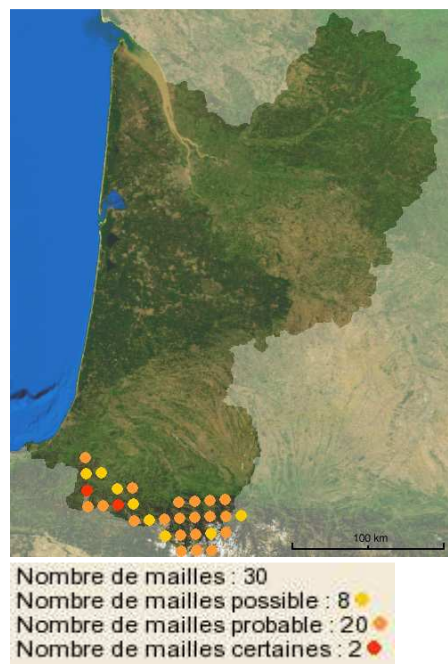 100 km
Nombre de mailles : 30
Nombre de mailles possible : 8
Nombre de mailles probable : 20
Nombre de mailles certaines : 2